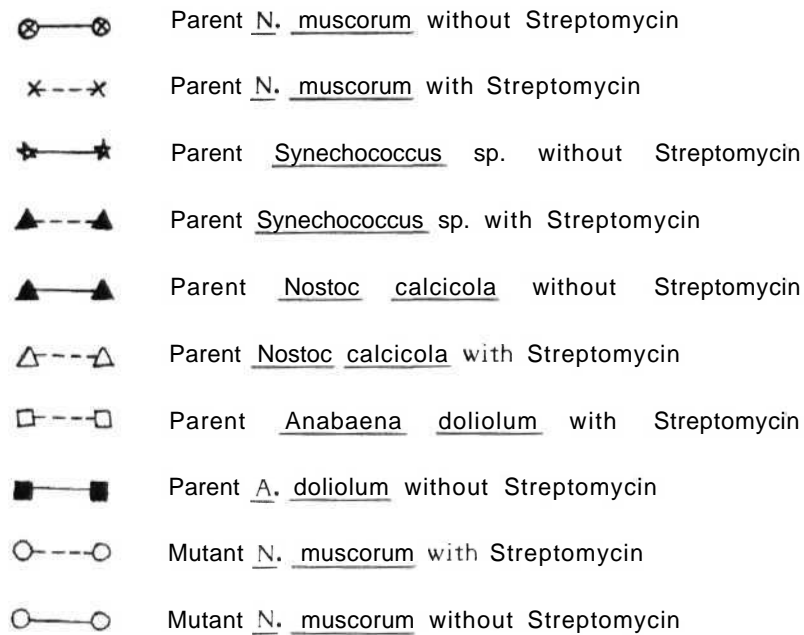 Parent N. muscorum without Streptomycin
Parent N. muscorum with Streptomycin
Parent Synechococcus sp. without Streptomycin
Parent Synechococcus sp. with Streptomycin
Parent Nostoc calcicola without Streptomycin
Parent Nostoc calcicola with Streptomycin
Parent Anabaena doliolum with Streptomycin
Parent A. doliolum without Streptomycin
Mutant N. muscorum with Streptomycin
Mutant N. muscorum without Streptomycin